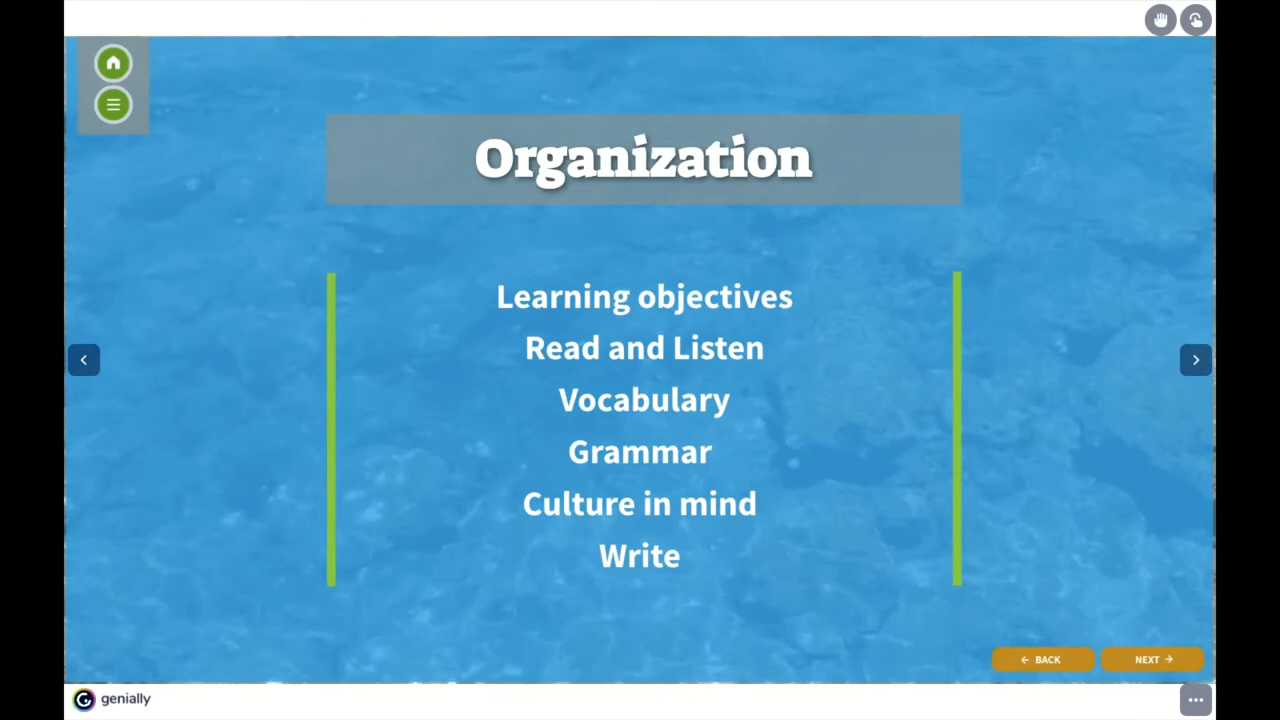 Organization
Learning objectives
Read and Listen
Vocabulary
Grammar
Culture in mind
Write
BACK
NEXT
genially